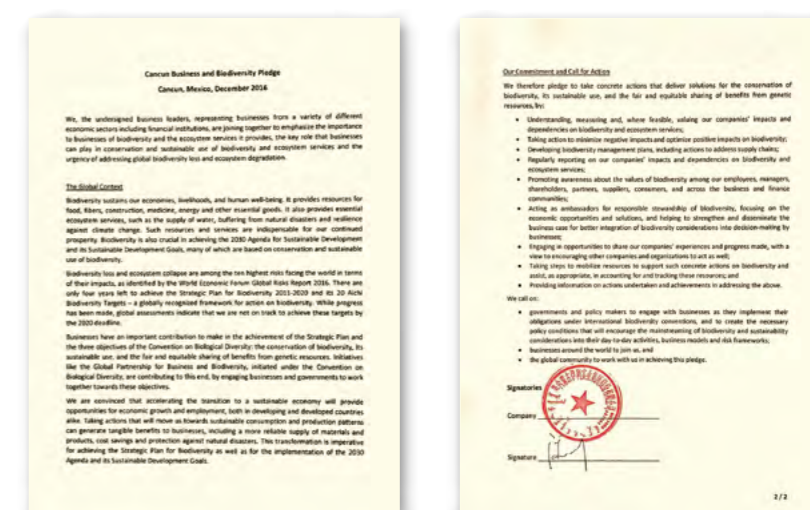 Cancun Business and Biodiversity Pledge
Cancun, Mexico, December 2016
We, the undersigned business leaders, representing businesses from a variety of different
economic sectors including financial institutions, are joining together to emphasize the importance
to businesses of biodiversity and the ecosystem services it provides, the key role that businesses
can play in conservation and sustainable use of biodiversity and ecosystem services and the
urgency of addressing global biodiversity loss and ecosystem degradation.
The Global Context
Biodiversity sustains our economies, livelihoods, and human well-being. It provides resources for
food, fibers, construction, medicine, energy and other essential goods. It also provides essential
ecosystem services, such as the supply of water, buffering from natural disasters and resilience
against climate change. Such resources and services are indispensable for our continued
prosperity. Biodiversity is also crucial in achieving the 2030 Agenda for Sustainable Development
and its Sustainable Development Goals, many of which are based on conservation and sustainable
use of biodiversity.
Biodiversity loss and ecosystem collapse are among the ten highest risks facing the world in terms
of their impacts, as identified by the World Economic Forum Global Risks Report 2016. There are
only four years left to achieve the Strategic Plan for Biodiversity 2011-2020 and its 20 Aichi
Biodiversity Targets – a globally recognized framework for action on biodiversity. While progress
has been made, global assessments indicate that we are not on track to achieve these targets by
the 2020 deadline.
Businesses have an important contribution to make in the achievement of the Strategic Plan and
the three objectives of the Convention on Biological Diversity: the conservation of biodiversity, its
sustainable use, and the fair and equitable sharing of benefits from genetic resources. Initiatives
like the Global Partnership for Business and Biodiversity, initiated under the Convention on
Biological Diversity, are contributing to this end, by engaging businesses and governments to work
together towards these objectives.
We are convinced that accelerating the transition to a sustainable economy will provide
opportunities for economic growth and employment, both in developing and developed countries
alike. Taking actions that will move us towards sustainable consumption and production patterns
can generate tangible benefits to businesses, including a more reliable supply of materials and
products, cost savings and protection against natural disasters. This transformation is imperative
for achieving the Strategic Plan for Biodiversity as well as for the implementation of the 2030
Agenda and its Sustainable Development Goals.
Our Commitment and Call for Action
We therefore pledge to take concrete actions that deliver solutions for the conservation of
biodiversity, its sustainable use, and the fair and equitable sharing of benefits from genetic
resources, by:
• Understanding, measuring and, where feasible, valuing our companies' impacts and
dependencies on biodiversity and ecosystem services;
• Taking action to minimize negative impacts and optimize positive impacts on biodiversity;
• Developing biodiversity management plans, including actions to address supply chains;
• Regularly reporting on our companies' impacts and dependencies on biodiversity and
ecosystem services;
• Promoting awareness about the values of biodiversity among our employees, managers,
shareholders, partners, suppliers, consumers, and across the business and finance
communities;
• Acting as ambassadors for responsible stewardship of biodiversity, focusing on the
economic opportunities and solutions, and helping to strengthen and disseminate the
business case for better integration of biodiversity considerations into decision-making by
businesses;
• Engaging in opportunities to share our companies' experiences and progress made, with a
view to encouraging other companies and organizations to act as well;
• Taking steps to mobilize resources to support such concrete actions on biodiversity and
assist, as appropriate, in accounting for and tracking these resources; and
• Providing information on actions undertaken and achievements in addressing the above.
We call on:
• governments and policy makers to engage with businesses as they implement their
obligations under international biodiversity conventions, and to create the necessary
policy conditions that will encourage the mainstreaming of biodiversity and sustainability
considerations into their day-to-day activities, business models and risk frameworks;
• businesses around the world to join us, and
• the global community to work with us in achieving this pledge.
Signatories
Company
Signature
2/2